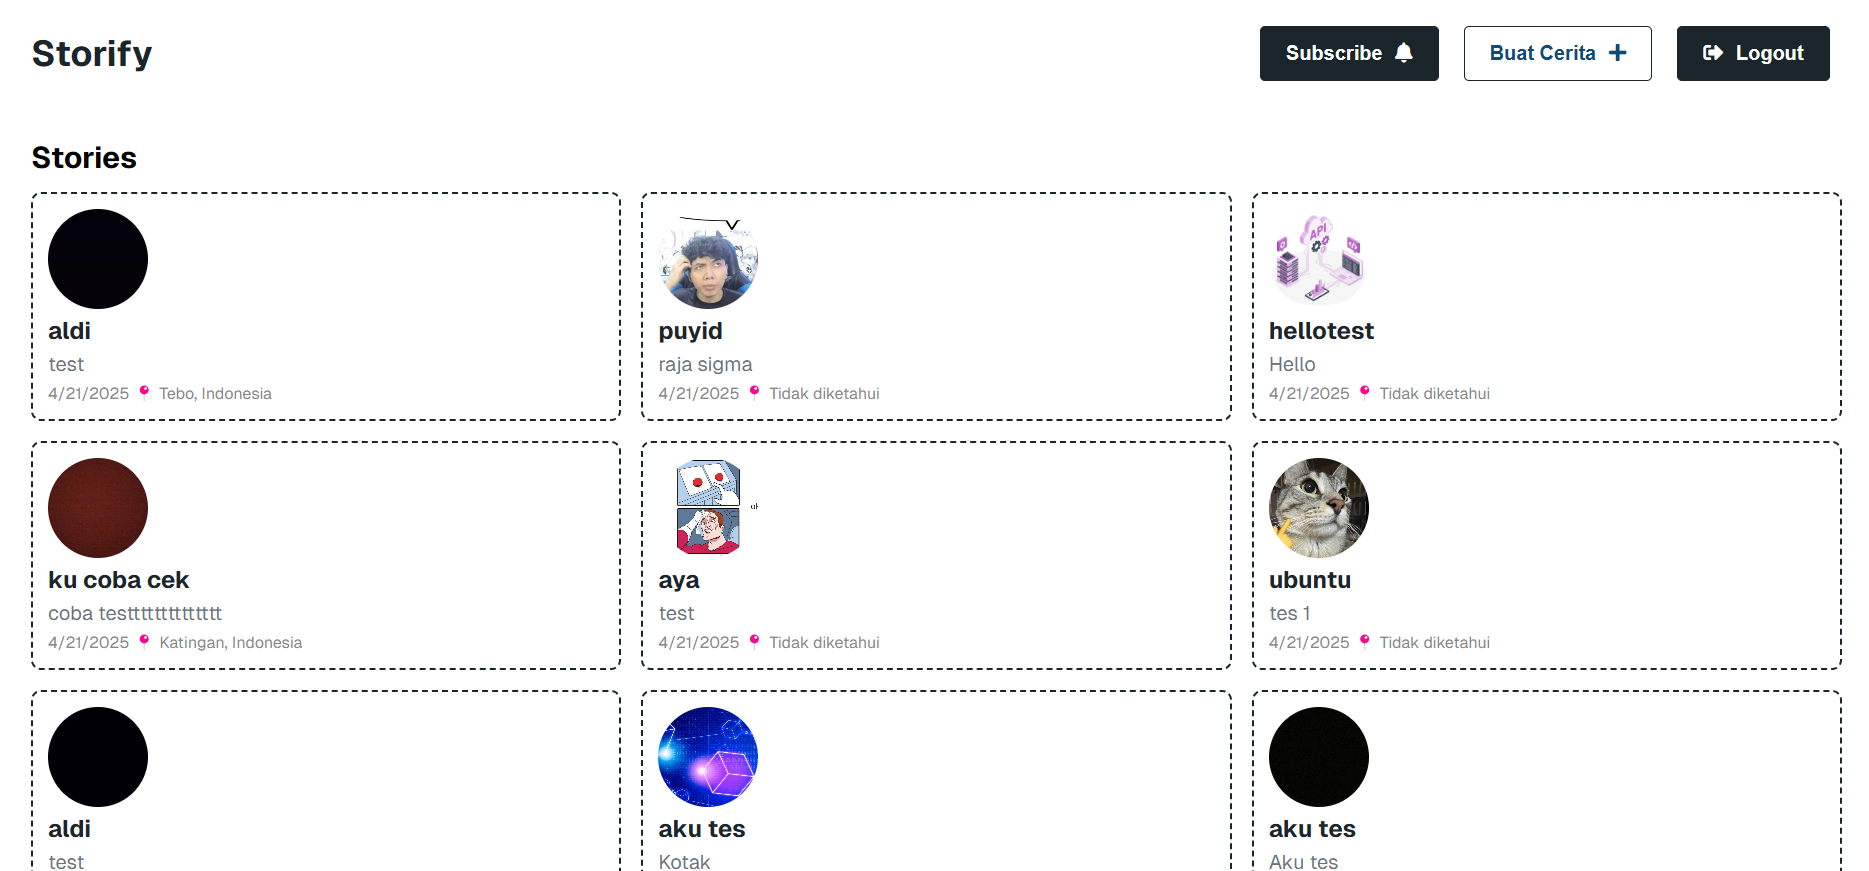 Storify
Subscribe
Buat Cerita
Logout
Stories
aldi
test
4/21/2025 Tebo, Indonesia
puyid
raja sigma
4/21/2025 Tidak diketahui
API
hellotest
Hello
4/21/2025 Tidak diketahui
ku coba cek
coba testttttttttttttt
4/21/2025 Katingan, Indonesia
aya
test
4/21/2025 Tidak diketahui
ubuntu
tes 1
4/21/2025 Tidak diketahui
aldi
test
aku tes
Kotak
aku tes
Aku tes